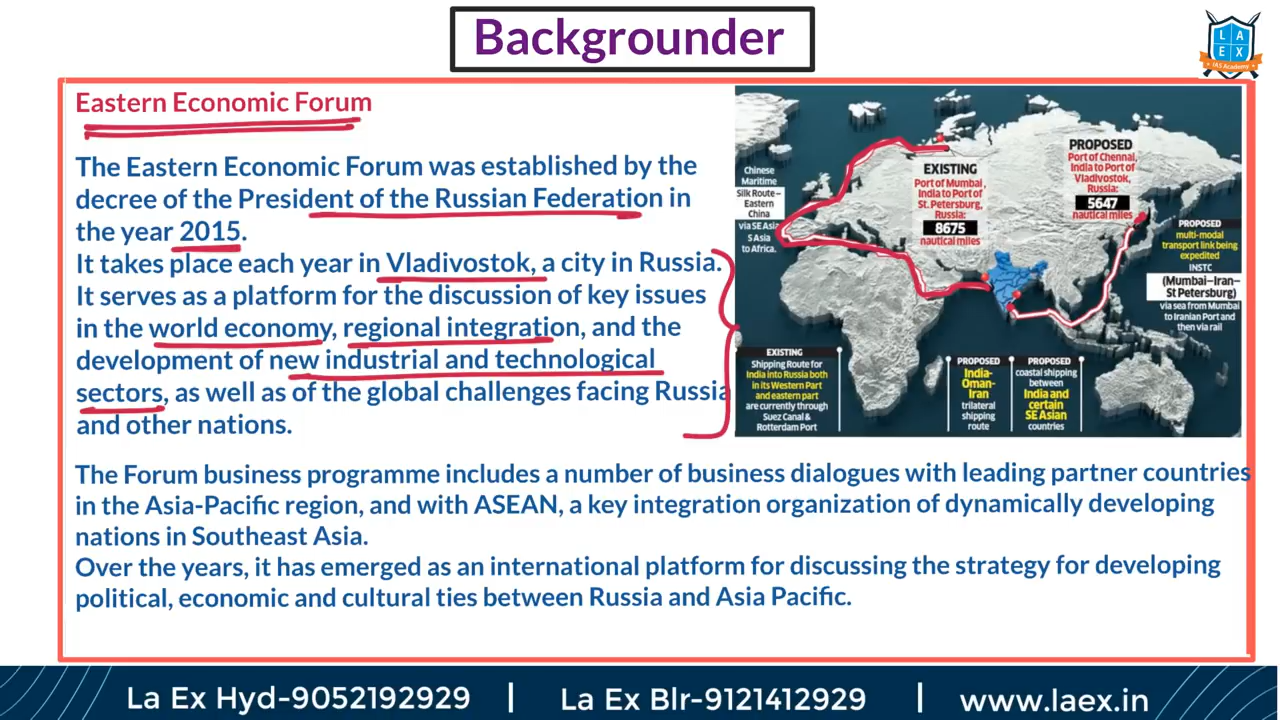 Backgrounder
L A
E X
IAS Academy
Eastern Economic Forum
The Eastern Economic Forum was established by the
decree of the President of the Russian Federation in
the year 2015.
It takes place each year in Vladivostok, a city in Russia.
It serves as a platform for the discussion of key issues
in the world economy, regional integration, and the
development of new industrial and technological
sectors, as well as of the global challenges facing Russia
and other nations.
Chinese
Maritime
Silk Route–
Eastern
China
via SE Asia
S Asia
to Africa.
EXISTING
Port of Mumbai,
India to Port of
St. Petersburg,
Russia:
8675
nautical miles
PROPOSED
Port of Chennai,
India to Port of
Vladivostok,
Russia:
5647
nautical miles
PROPOSED
multi-modal
transport link being
expedited
INSTC
(Mumbai–Iran–
St Petersburg)
via sea from Mumbai
to Iranian Port and
then via rail
EXISTING
Shipping Route for
India into Russia both
in its Western Part
and eastern part
are currently through
Suez Canal &
Rotterdam Port
PROPOSED
India-
Oman-
Iran
trilateral
shipping
route
PROPOSED
coastal shipping
between
India and
certain
SE Asian
countries
The Forum business programme includes a number of business dialogues with leading partner countries
in the Asia-Pacific region, and with ASEAN, a key integration organization of dynamically developing
nations in Southeast Asia.
Over the years, it has emerged as an international platform for discussing the strategy for developing
political, economic and cultural ties between Russia and Asia Pacific.
La Ex Hyd-9052192929 | La Ex Blr-9121412929 | www.laex.in